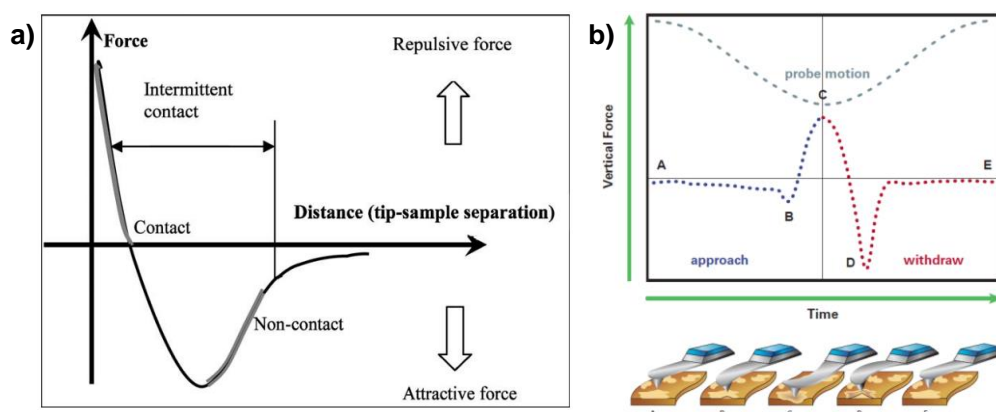 a)
Force
Repulsive force
Intermittent
contact
Distance (tip-sample separation)
Contact
Non-contact
Attractive force
b)
Vertical Force
probe motion
C
A
E
B
D
approach
withdraw
Time